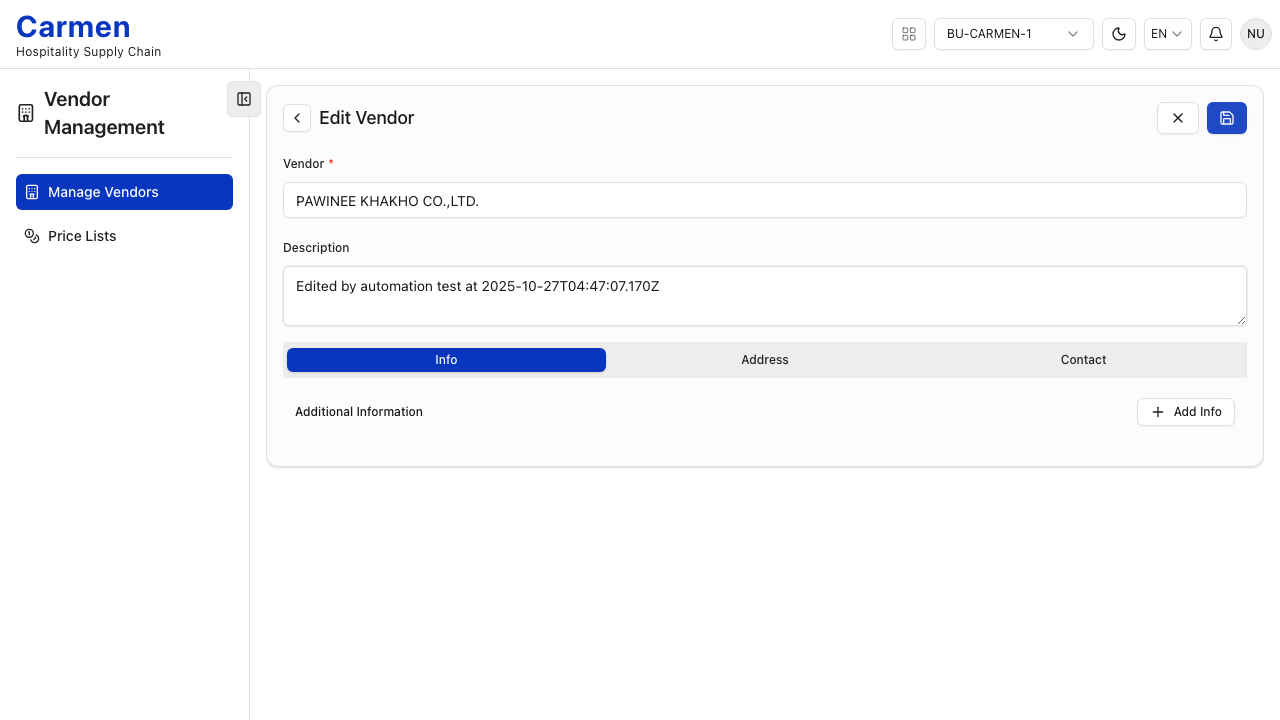 Carmen
Hospitality Supply Chain
BU-CARMEN-1
EN
NU
Vendor
Management
Manage Vendors
Price Lists
Edit Vendor
Vendor *
PAWINEE KHAKHO CO.,LTD.
Description
Edited by automation test at 2025-10-27T04:47:07.170Z
Info
Address
Contact
Additional Information
Add Info